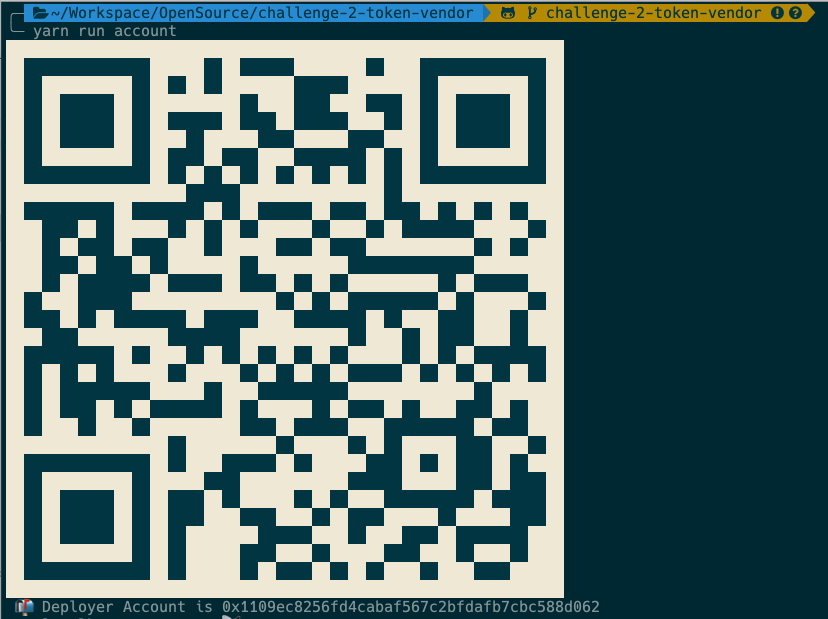 ~/Workspace/OpenSource/challenge-2-token-vendor challenge-2-token-vendor
yarn run account
Deployer Account is 0x1109ec8256fd4cabaf567c2bfdafb7cbc588d062